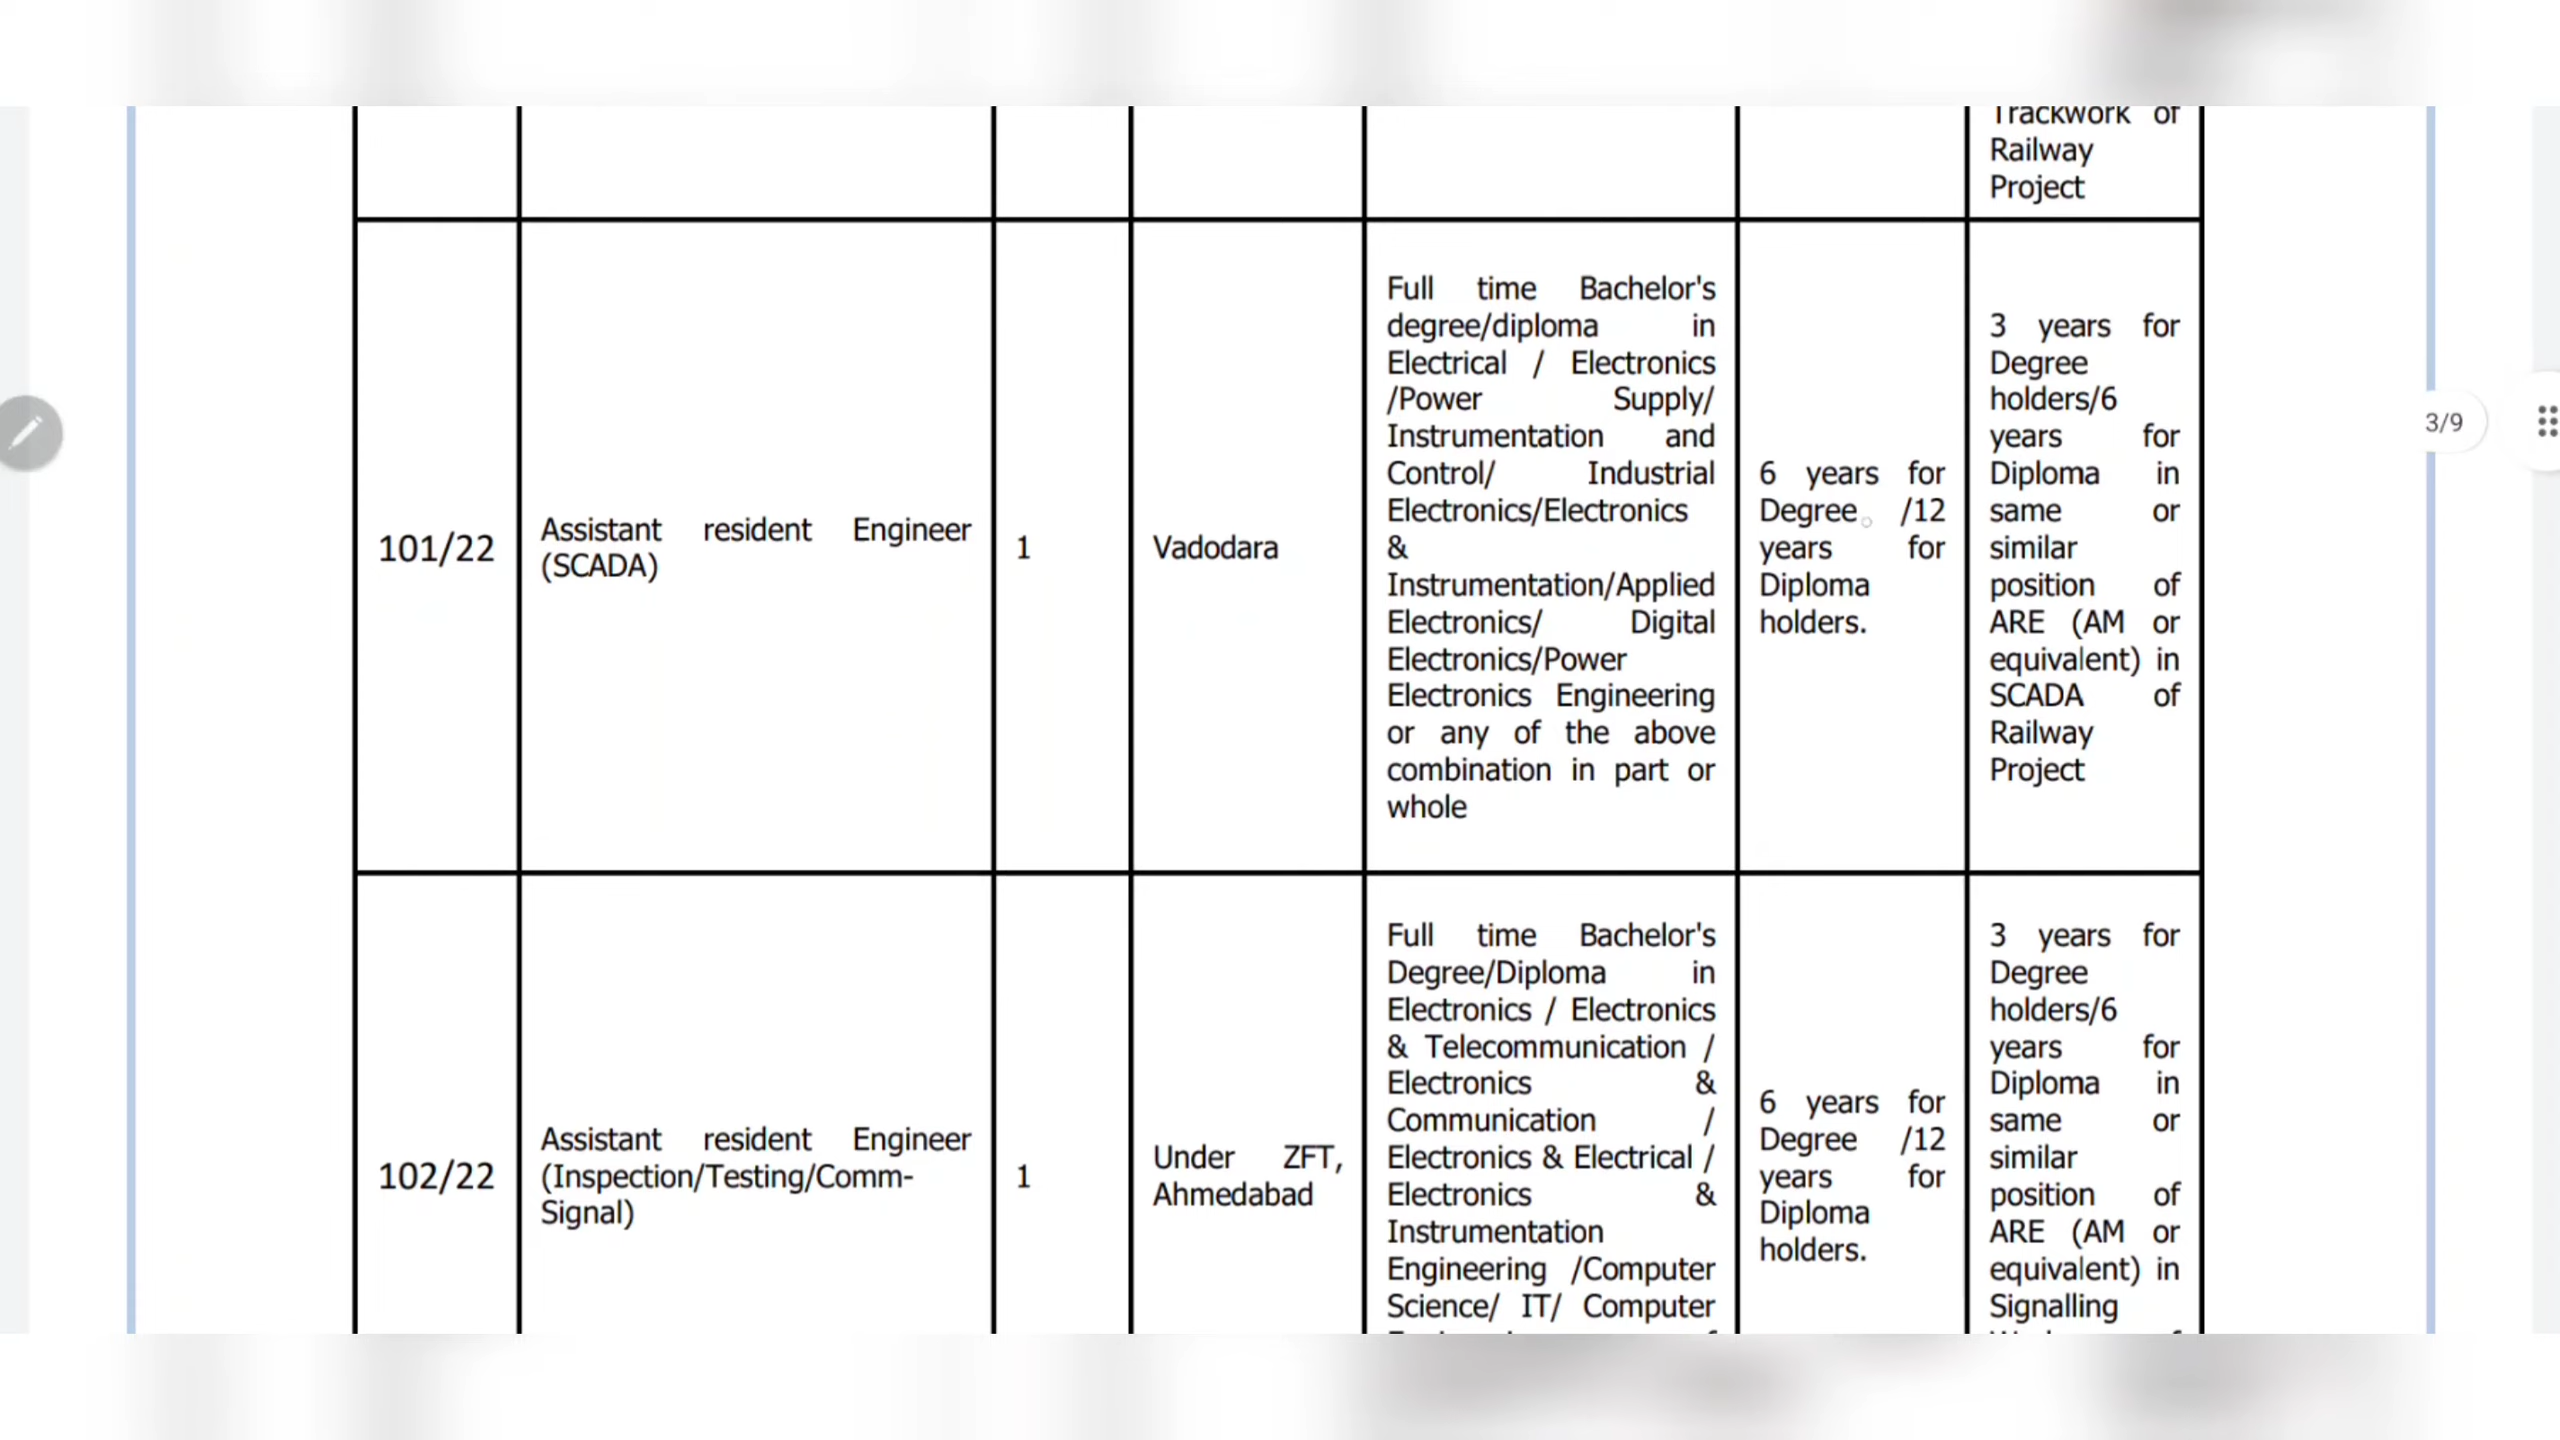 Trackwork of
Railway
Project
101/22
Assistant resident Engineer
(SCADA)
1
Vadodara
Full time Bachelor's
degree/diploma in
Electrical / Electronics
/Power Supply/
Instrumentation and
Control/ Industrial
Electronics/Electronics
&
Instrumentation/Applied
Electronics/ Digital
Electronics/Power
Electronics Engineering
or any of the above
combination in part or
whole
6 years for
Degree /12
years for
Diploma
holders.
3 years for
Degree
holders/6
years for
Diploma in
same or
similar
position of
ARE (AM or
equivalent) in
SCADA of
Railway
Project
3/9
102/22
Assistant resident Engineer
(Inspection/Testing/Comm-
Signal)
1
Under ZFT,
Ahmedabad
Full time Bachelor's
Degree/Diploma in
Electronics / Electronics
& Telecommunication /
Electronics &
Communication /
Electronics & Electrical /
Electronics &
Instrumentation
Engineering /Computer
Science/ IT/ Computer
6 years for
Degree /12
years for
Diploma
holders.
3 years for
Degree
holders/6
years for
Diploma in
same or
similar
position of
ARE (AM or
equivalent) in
Signalling